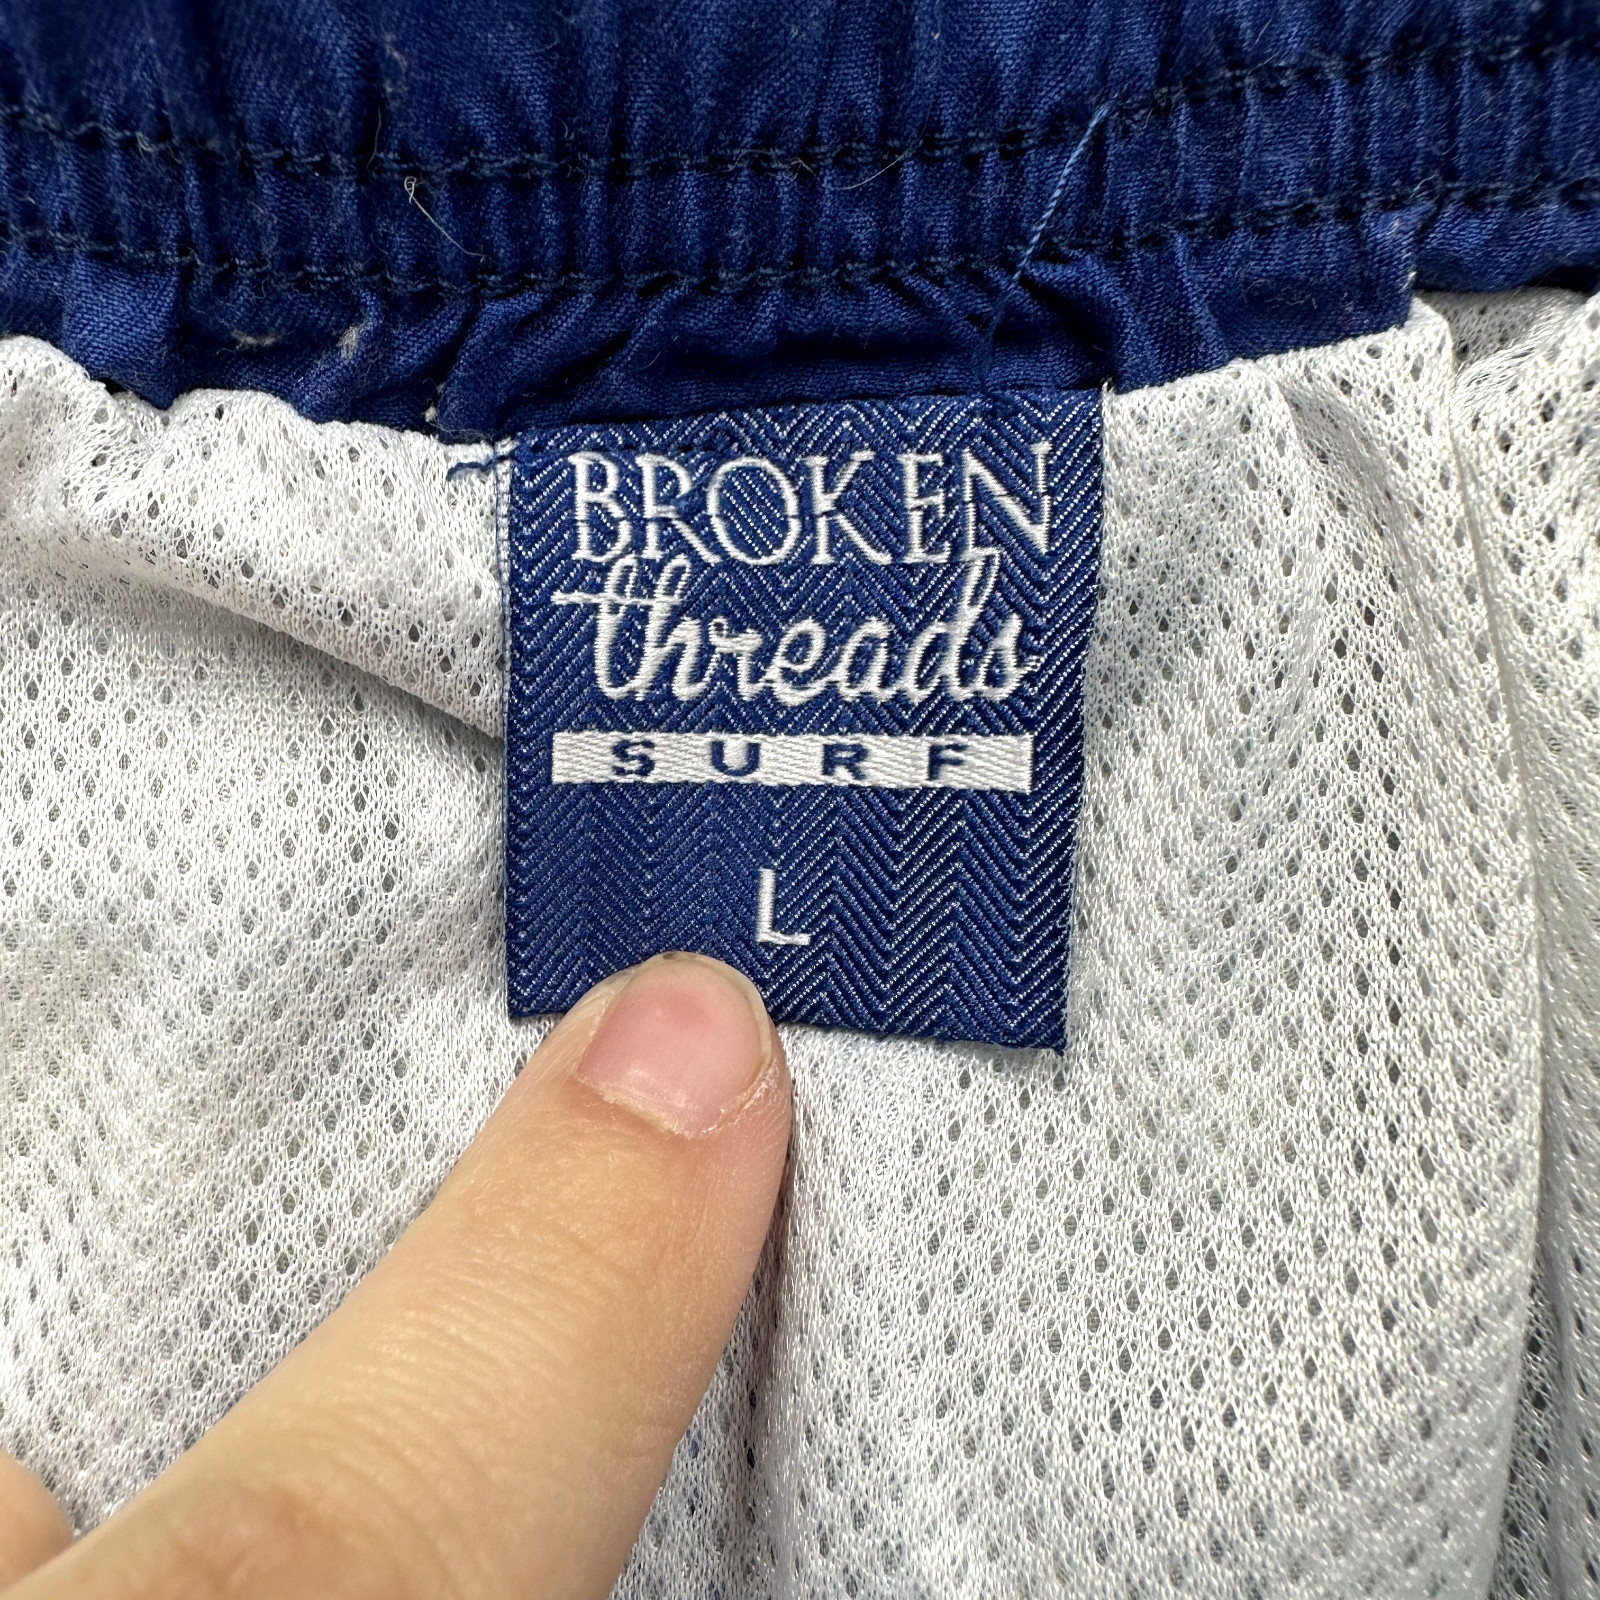 BROKEN
threads
SURF
L